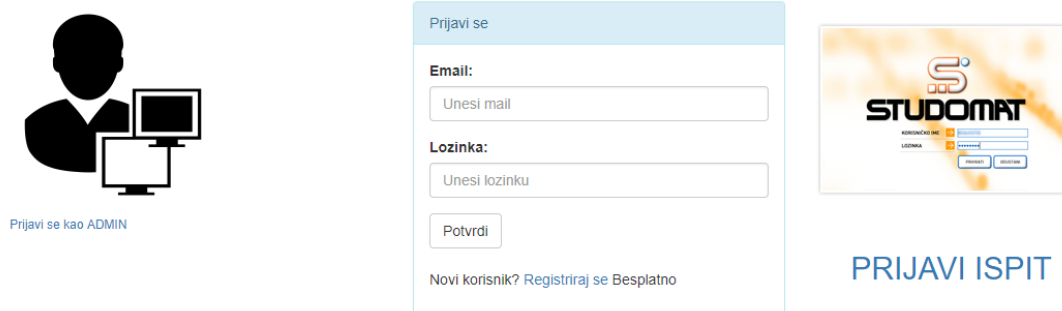 Prijavi se kao ADMIN
Prijavi se
Email:
Unesi mail
Lozinka:
Unesi lozinku
Potvrdi
Novi korisnik? Registriraj se Besplatno
STUDOMAT
KORISNIČKO IME
LOZINKA
PRIHVATI ODUSTANI
PRIJAVI ISPIT